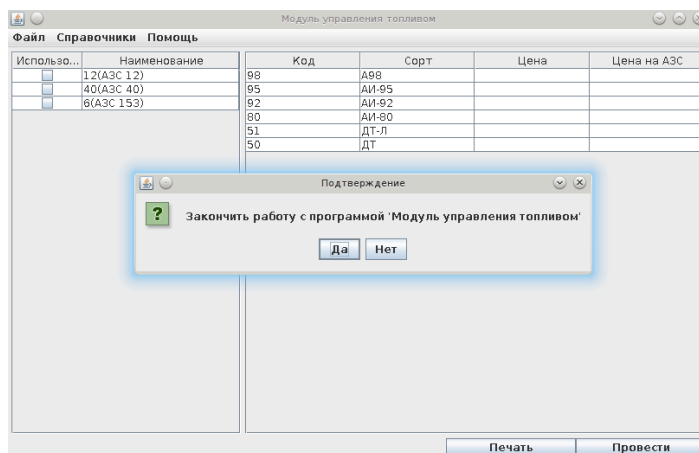 Модуль управления топливом
Файл Справочники Помощь
Использо... Наименование Код Сорт Цена Цена на АЗС
12(АЗС 12) 98 А98
40(АЗС 40) 95 АИ-95
6(АЗС 153) 92 АИ-92
80 АИ-80
51 ДТ-Л
50 ДТ
Подтверждение
? Закончить работу с программой 'Модуль управления топливом'
Да Нет
Печать Провести